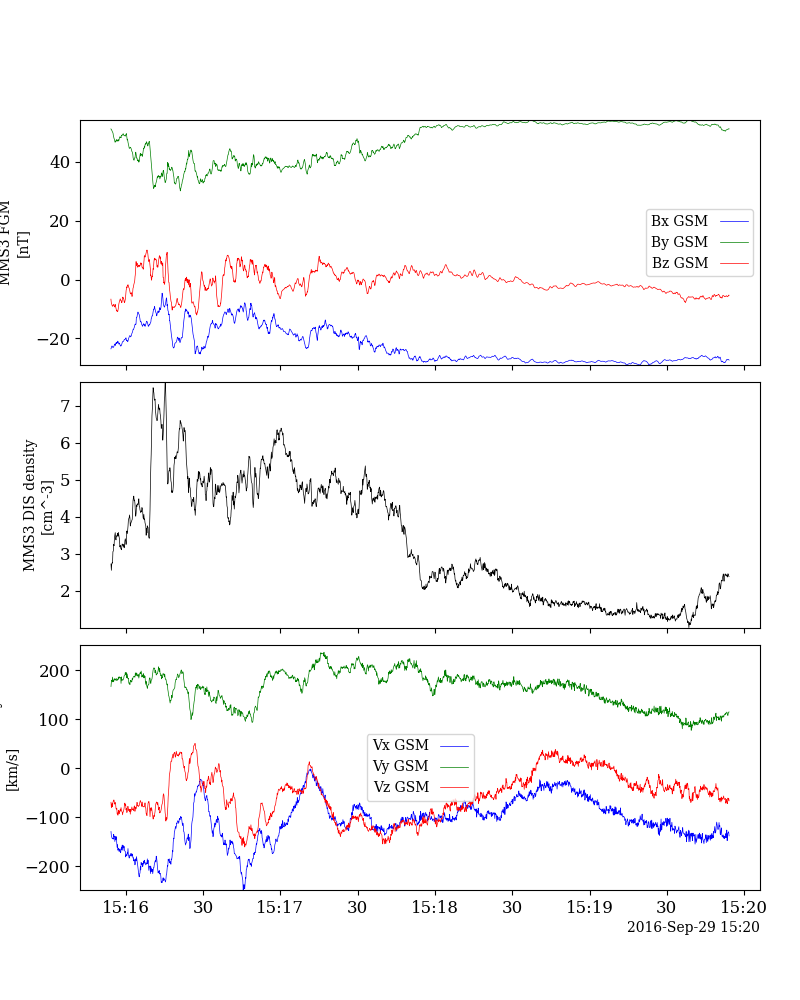 40
20
0
−20
MMS3 FGM
[nT]
Bx GSM
By GSM
Bz GSM
7
6
5
4
3
2
MMS3 DIS density
[cm^-3]
200
100
0
−100
−200
[km/s]
Vx GSM
Vy GSM
Vz GSM
15:16 30 15:17 30 15:18 30 15:19 30 15:20
2016-Sep-29 15:20